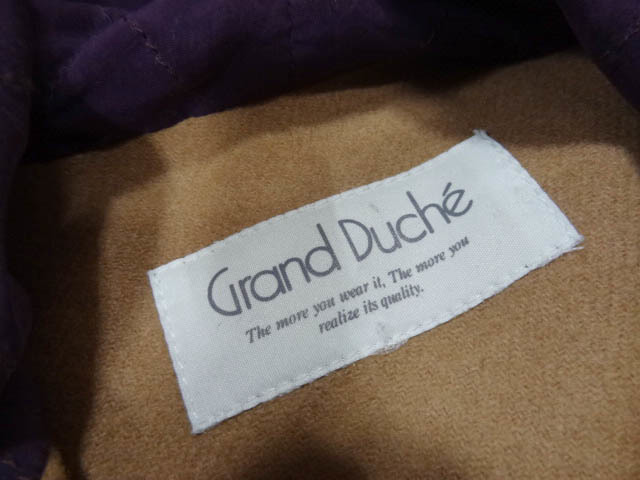 Grand Duché
The more you wear it, The more you
realize its quality.